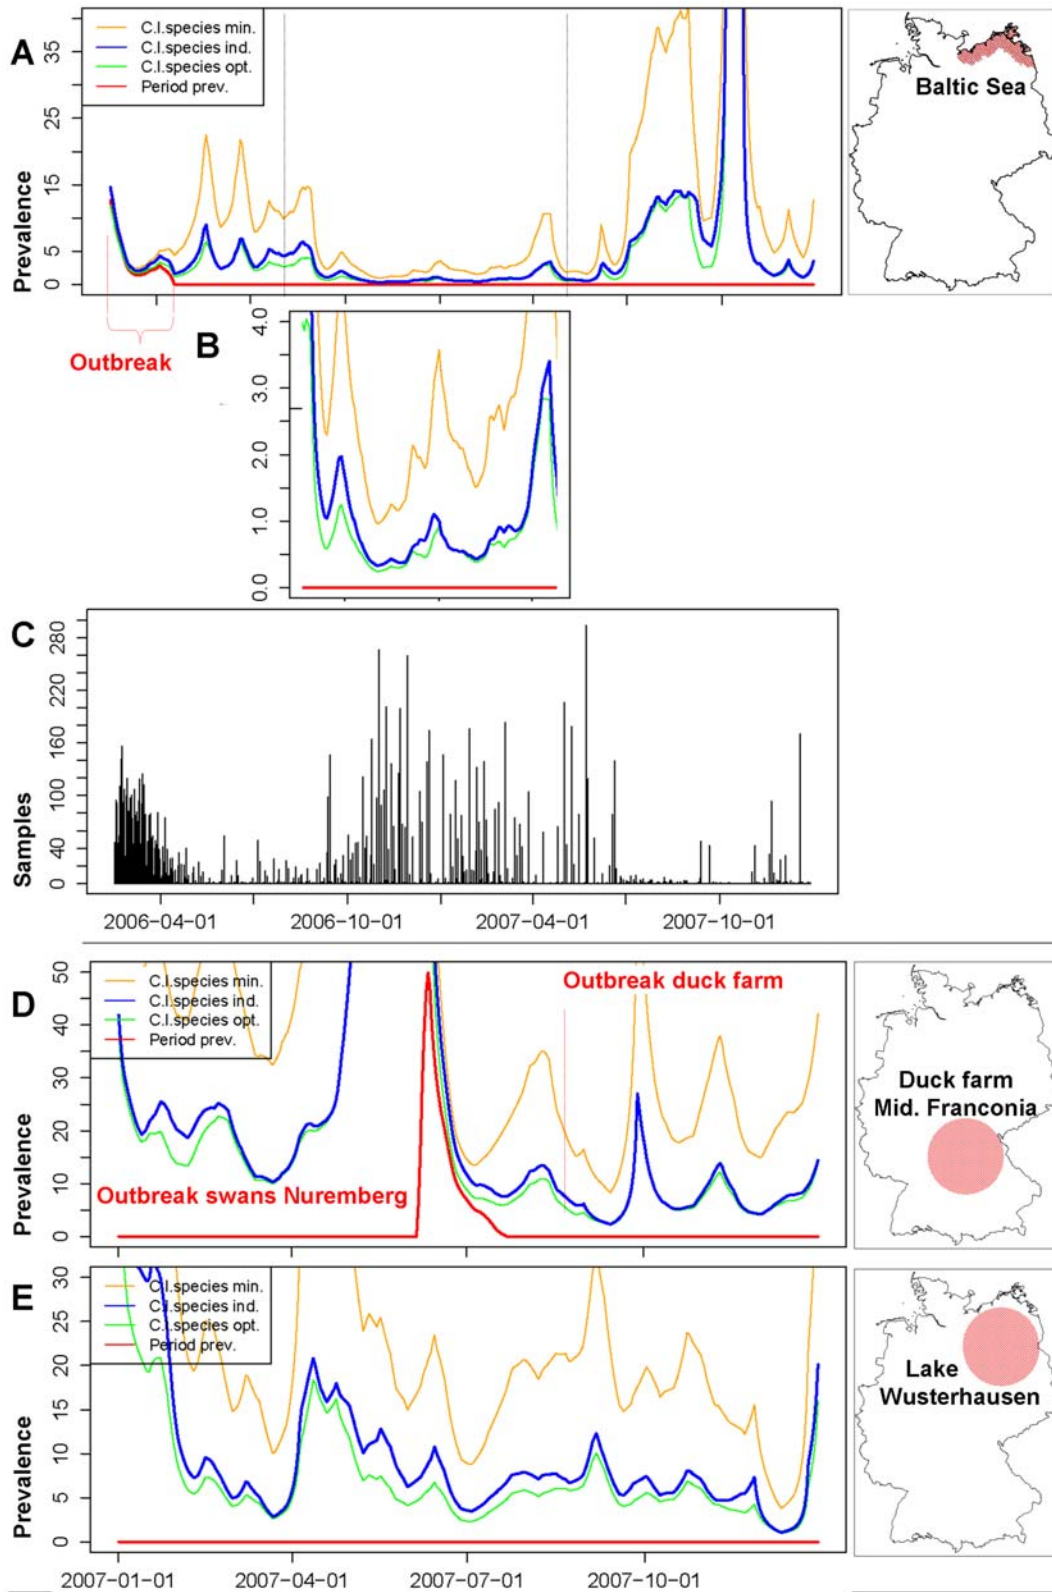 A
C.I.species min.
C.I.species ind.
C.I.species opt.
Period prev.
Prevalence
35
25
15
5
0
Baltic Sea
Outbreak
B
4.0
3.0
2.0
1.0
0.0
C
Samples
280
220
160
100
40
0
2006-04-01 2006-10-01 2007-04-01 2007-10-01
D
C.I.species min.
C.I.species ind.
C.I.species opt.
Period prev.
Prevalence
50
40
30
20
10
0
Outbreak duck farm
Outbreak swans Nuremberg
Duck farm
Mid. Franconia
E
C.I.species min.
C.I.species ind.
C.I.species opt.
Period prev.
Prevalence
30
25
20
15
10
5
0
Lake
Wusterhausen
2007-01-01 2007-04-01 2007-07-01 2007-10-01